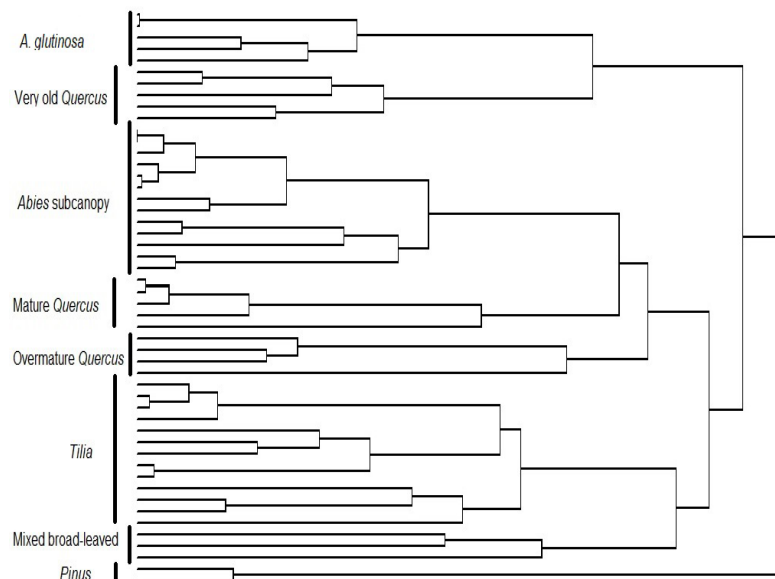 A. glutinosa
Very old Quercus
Abies subcanopy
Mature Quercus
Overmature Quercus
Tilia
Mixed broad-leaved
Pinus